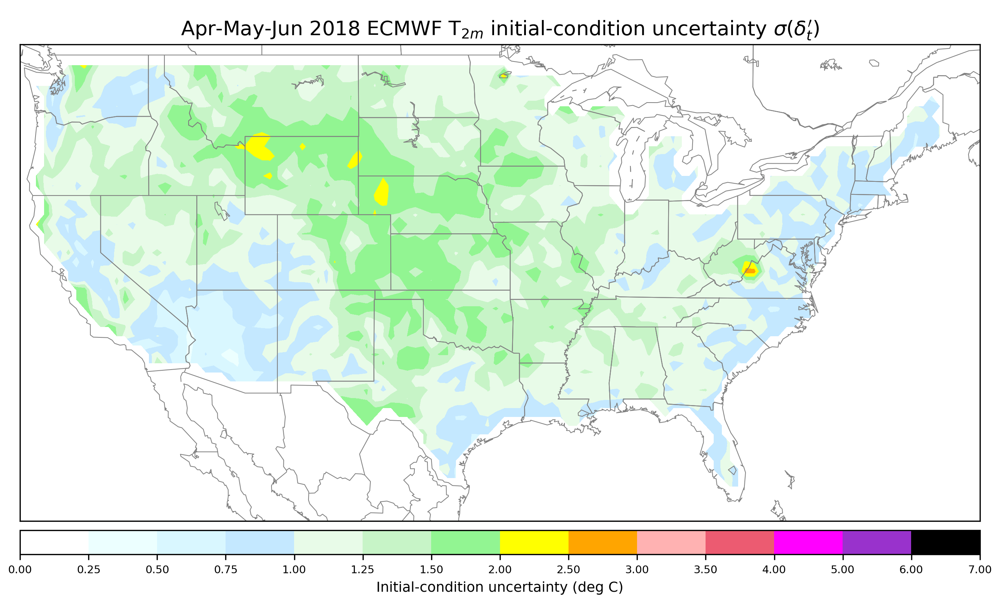 Apr-May-Jun 2018 ECMWF T₂ₘ initial-condition uncertainty σ(δ′ₜ)
0.00 0.25 0.50 0.75 1.00 1.25 1.50 2.00 2.50 3.00 3.50 4.00 5.00 6.00 7.00
Initial-condition uncertainty (deg C)